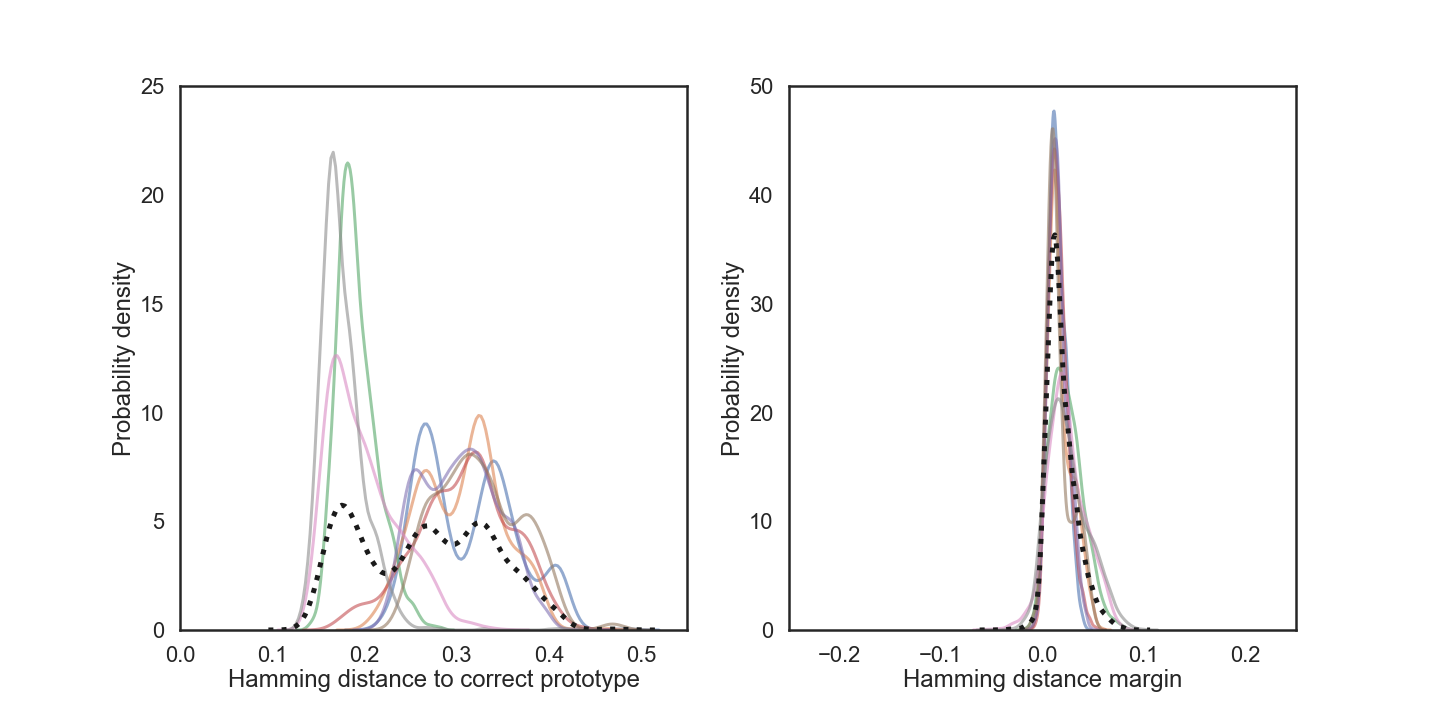 25
20
15
10
5
0
Probability density
0.0 0.1 0.2 0.3 0.4 0.5
Hamming distance to correct prototype
50
40
30
20
10
0
Probability density
−0.2 −0.1 0.0 0.1 0.2
Hamming distance margin